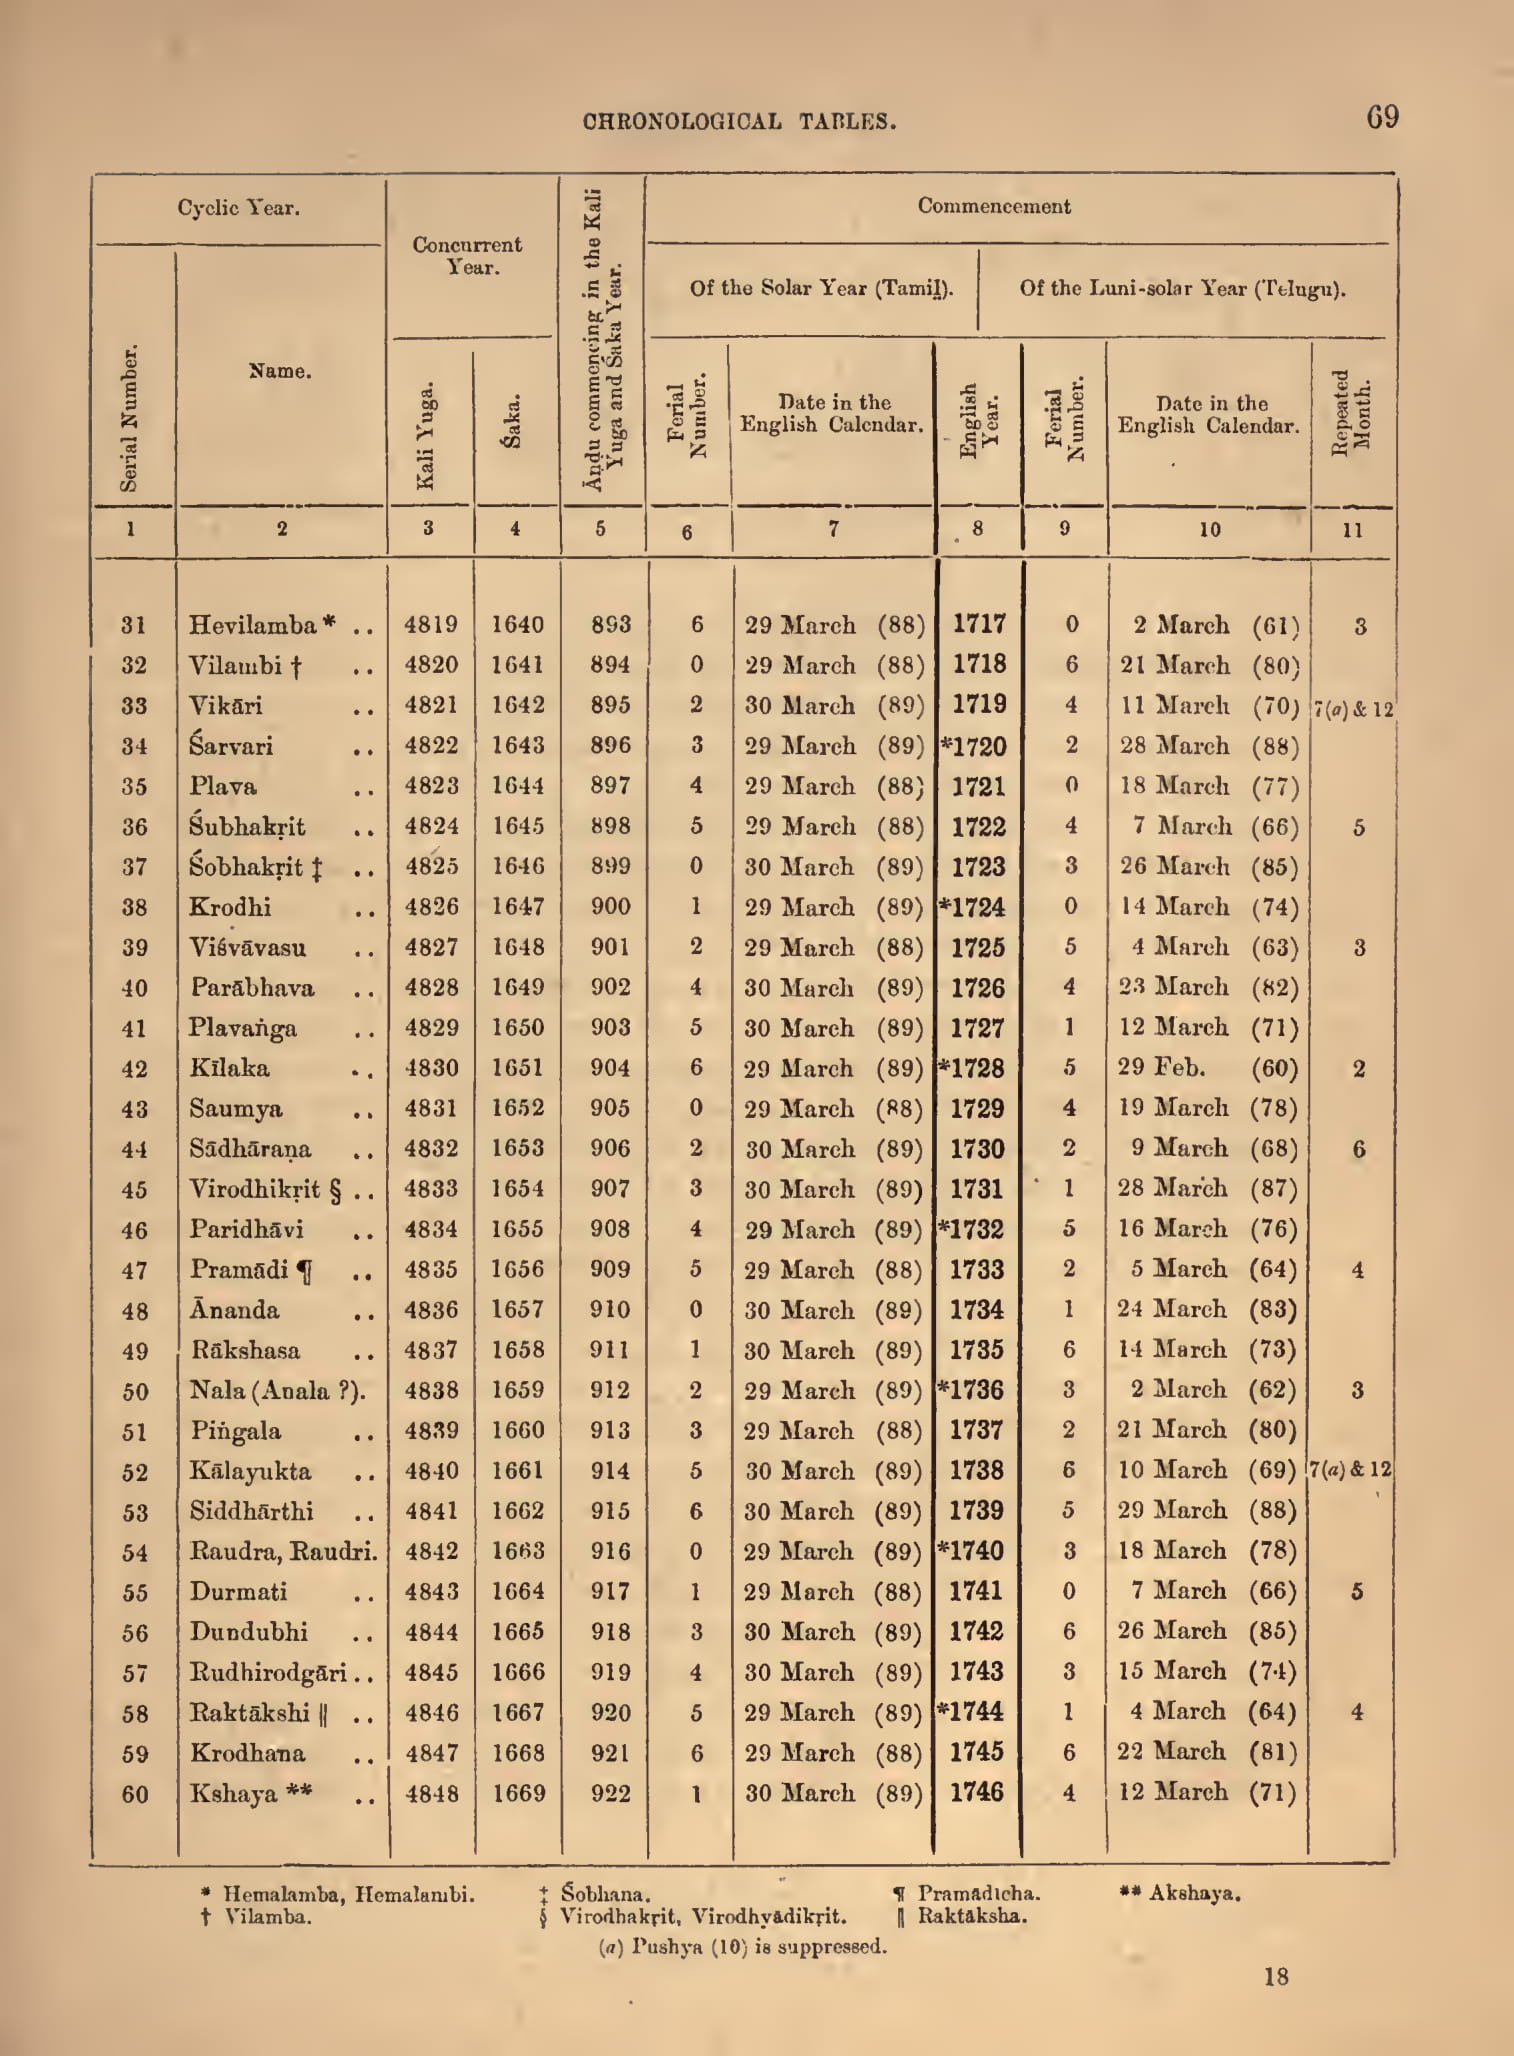 CHRONOLOGICAL TABLES. 69
Cyclic Year.
Concurrent Year.
Āṇḍu commencing in the Kali Yuga and Śaka Year.
Commencement
Of the Solar Year (Tamiḻ).
Of the Luni-solar Year (Telugu).
Serial Number.
Name.
Kali Yuga.
Śaka.
Ferial Number.
Date in the English Calendar.
English Year.
Ferial Number.
Date in the English Calendar.
Repeated Month.
1 2 3 4 5 6 7 8 9 10 11
31 Hevilamba * .. 4819 1640 893 6 29 March (88) 1717 0 2 March (61) 3
32 Vilambi † .. 4820 1641 894 0 29 March (88) 1718 6 21 March (80)
33 Vikāri .. 4821 1642 895 2 30 March (89) 1719 4 11 March (70) 7(a) & 12
34 Śarvari .. 4822 1643 896 3 29 March (89) *1720 2 28 March (88)
35 Plava .. 4823 1644 897 4 29 March (88) 1721 0 18 March (77)
36 Śubhakṛit .. 4824 1645 898 5 29 March (88) 1722 4 7 March (66) 5
37 Śobhakṛit ‡ .. 4825 1646 899 0 30 March (89) 1723 3 26 March (85)
38 Krodhi .. 4826 1647 900 1 29 March (89) *1724 0 14 March (74)
39 Viśvāvasu .. 4827 1648 901 2 29 March (88) 1725 5 4 March (63) 3
40 Parābhava .. 4828 1649 902 4 30 March (89) 1726 4 23 March (82)
41 Plavaṅga .. 4829 1650 903 5 30 March (89) 1727 1 12 March (71)
42 Kīlaka .. 4830 1651 904 6 29 March (89) *1728 5 29 Feb. (60) 2
43 Saumya .. 4831 1652 905 0 29 March (88) 1729 4 19 March (78)
44 Sādhāraṇa .. 4832 1653 906 2 30 March (89) 1730 2 9 March (68) 6
45 Virodhikṛit § .. 4833 1654 907 3 30 March (89) 1731 1 28 March (87)
46 Paridhāvi .. 4834 1655 908 4 29 March (89) *1732 5 16 March (76)
47 Pramādi ¶ .. 4835 1656 909 5 29 March (88) 1733 2 5 March (64) 4
48 Ānanda .. 4836 1657 910 0 30 March (89) 1734 1 24 March (83)
49 Rākshasa .. 4837 1658 911 1 30 March (89) 1735 6 14 March (73)
50 Nala (Anala ?). 4838 1659 912 2 29 March (89) *1736 3 2 March (62) 3
51 Piṅgala .. 4839 1660 913 3 29 March (88) 1737 2 21 March (80)
52 Kālayukta .. 4840 1661 914 5 30 March (89) 1738 6 10 March (69) 7(a) & 12
53 Siddhārthi .. 4841 1662 915 6 30 March (89) 1739 5 29 March (88)
54 Raudra, Raudri. 4842 1663 916 0 29 March (89) *1740 3 18 March (78)
55 Durmati .. 4843 1664 917 1 29 March (88) 1741 0 7 March (66) 5
56 Dundubhi .. 4844 1665 918 3 30 March (89) 1742 6 26 March (85)
57 Rudhirodgāri .. 4845 1666 919 4 30 March (89) 1743 3 15 March (74)
58 Raktākshi ‖ .. 4846 1667 920 5 29 March (89) *1744 1 4 March (64) 4
59 Krodhana .. 4847 1668 921 6 29 March (88) 1745 6 22 March (81)
60 Kshaya ** .. 4848 1669 922 1 30 March (89) 1746 4 12 March (71)
* Hemalamba, Hemalambi. ‡ Śobhana. ¶ Pramādicha. ** Akshaya.
† Vilamba. § Virodhakṛit, Virodhyādikṛit. ‖ Raktāksha.
(a) Pushya (10) is suppressed.
18